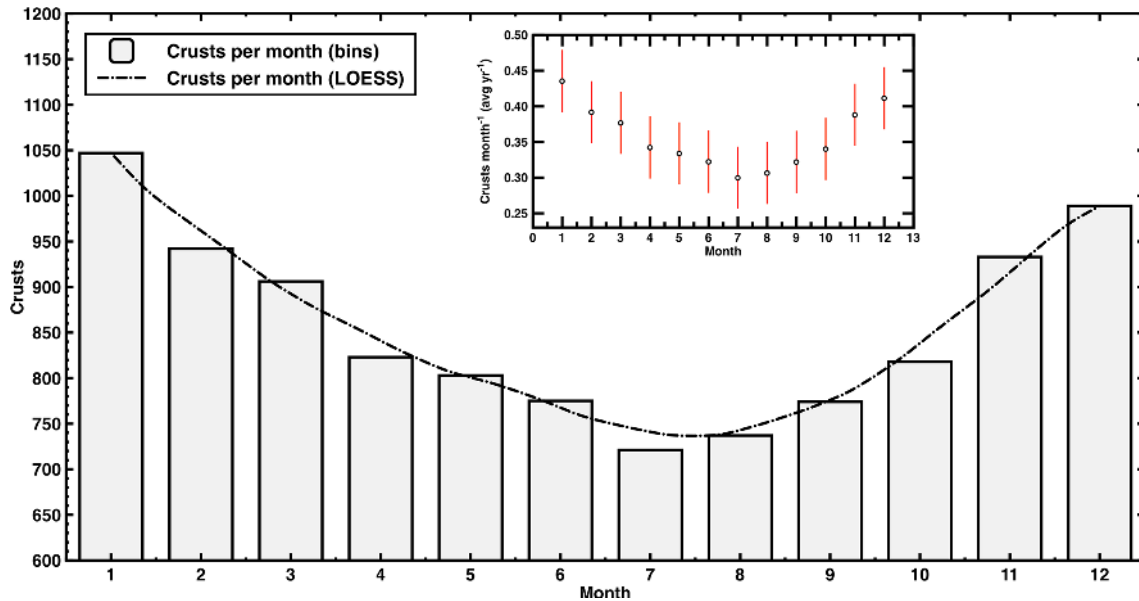 1200
1150
1100
1050
1000
950
900
850
800
750
700
650
600
Crusts
Crusts per month (bins)
Crusts per month (LOESS)
0.50
0.45
0.40
0.35
0.30
0.25
Crusts month⁻¹ (avg yr⁻¹)
0 1 2 3 4 5 6 7 8 9 10 11 12 13
Month
1 2 3 4 5 6 7 8 9 10 11 12
Month